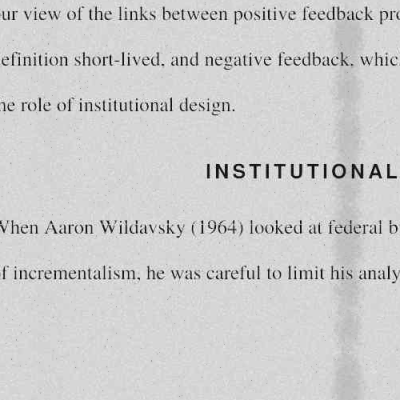 ur view of the links between positive feedback pro
efinition short-lived, and negative feedback, whic
he role of institutional design.
INSTITUTIONAL
When Aaron Wildavsky (1964) looked at federal b
f incrementalism, he was careful to limit his analy